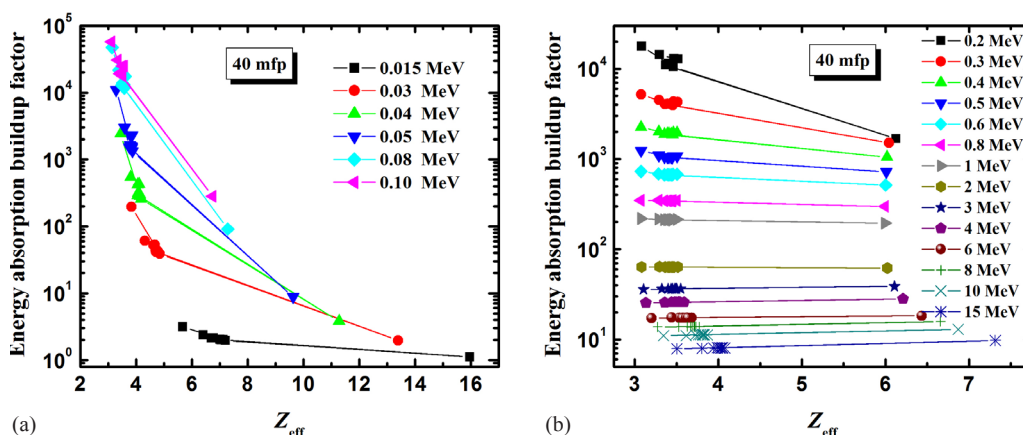 Energy absorption buildup factor
10^5
10^4
10^3
10^2
10^1
10^0
40 mfp
0.015 MeV
0.03 MeV
0.04 MeV
0.05 MeV
0.08 MeV
0.10 MeV
2 4 6 8 10 12 14 16
Z_eff
(a)
Energy absorption buildup factor
10^4
10^3
10^2
10^1
40 mfp
0.2 MeV
0.3 MeV
0.4 MeV
0.5 MeV
0.6 MeV
0.8 MeV
1 MeV
2 MeV
3 MeV
4 MeV
6 MeV
8 MeV
10 MeV
15 MeV
3 4 5 6 7
Z_eff
(b)